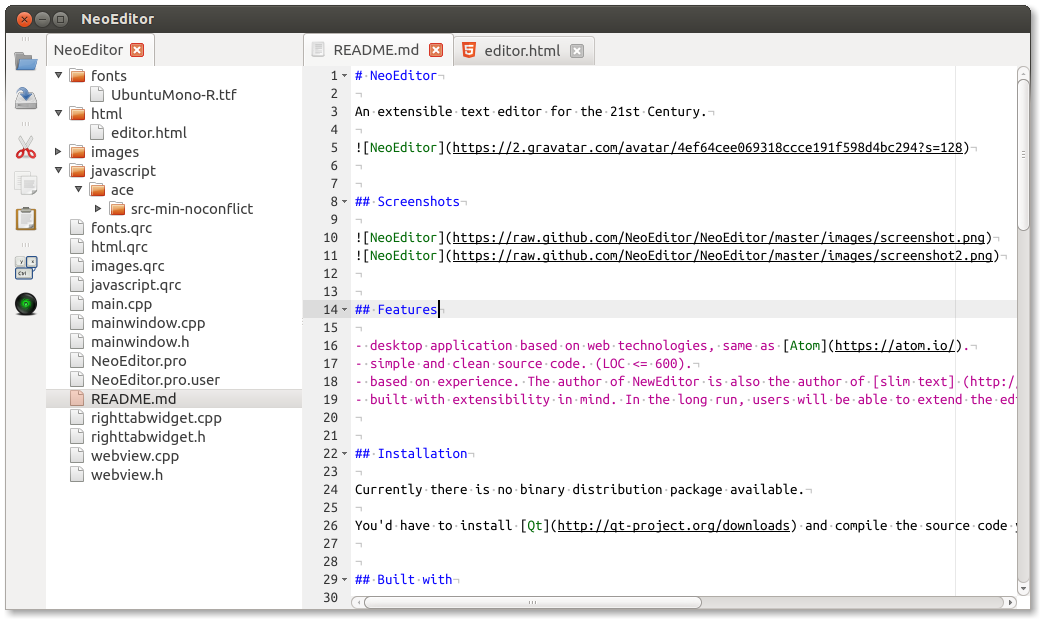 NeoEditor
NeoEditor
fonts
UbuntuMono-R.ttf
html
editor.html
images
javascript
ace
src-min-noconflict
fonts.qrc
html.qrc
images.qrc
javascript.qrc
main.cpp
mainwindow.cpp
mainwindow.h
NeoEditor.pro
NeoEditor.pro.user
README.md
righttabwidget.cpp
righttabwidget.h
webview.cpp
webview.h
README.md editor.html
1 # NeoEditor
2
3 An extensible text editor for the 21st Century.
4
5 ![NeoEditor](https://2.gravatar.com/avatar/4ef64cee069318ccce191f598d4bc294?s=128)
6
7
8 ## Screenshots
9
10 ![NeoEditor](https://raw.github.com/NeoEditor/NeoEditor/master/images/screenshot.png)
11 ![NeoEditor](https://raw.github.com/NeoEditor/NeoEditor/master/images/screenshot2.png)
12
13
14 ## Features
15
16 - desktop application based on web technologies, same as [Atom](https://atom.io/).
17 - simple and clean source code. (LOC <= 600).
18 - based on experience. The author of NewEditor is also the author of [slim text] (http:/
19 - built with extensibility in mind. In the long run, users will be able to extend the ed
20
21
22 ## Installation
23
24 Currently there is no binary distribution package available.
25
26 You'd have to install [Qt](http://qt-project.org/downloads) and compile the source code
27
28
29 ## Built with
30